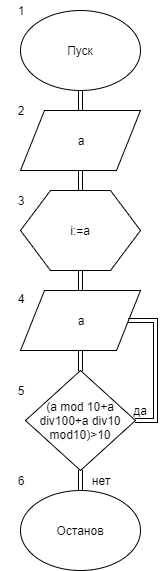 1
Пуск
2
a
3
i:=a
4
a
5
(a mod 10+a
div100+a div10
mod10)>10
да
6
нет
Останов